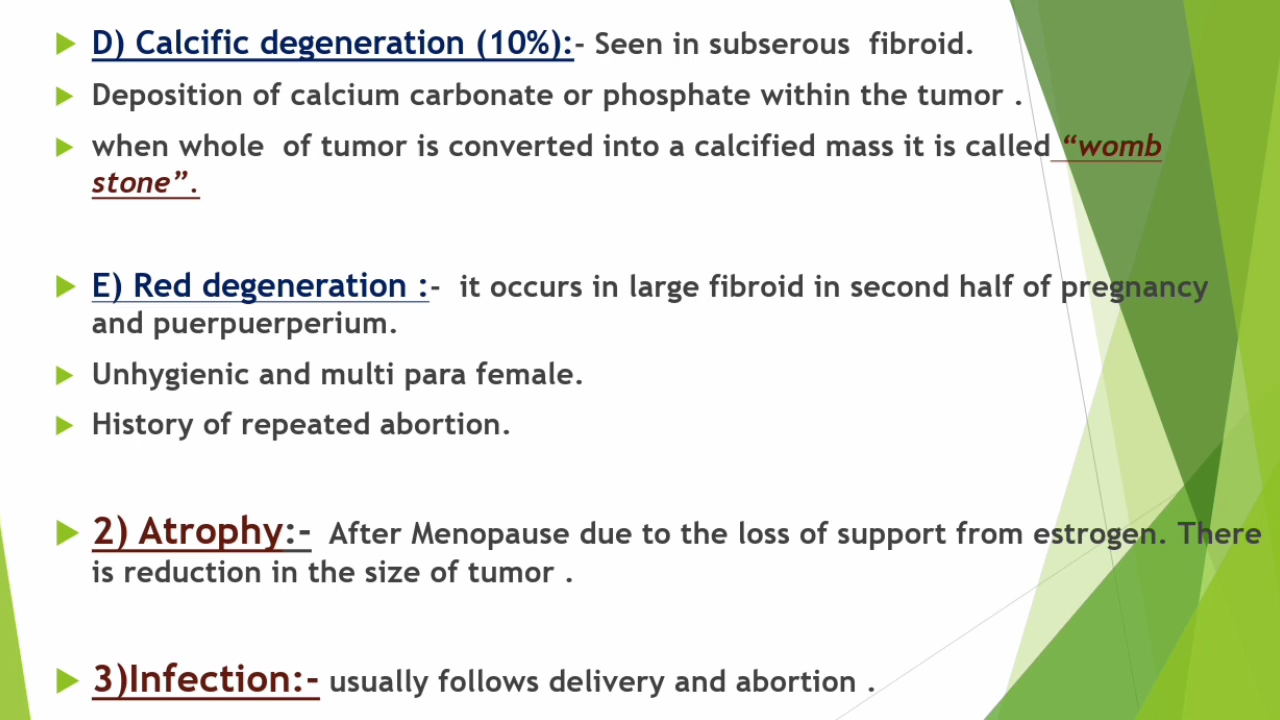 D) Calcific degeneration (10%):- Seen in subserous fibroid.
Deposition of calcium carbonate or phosphate within the tumor .
when whole of tumor is converted into a calcified mass it is called “womb
stone”.
E) Red degeneration :- it occurs in large fibroid in second half of pregnancy
and puerpuerperium.
Unhygienic and multi para female.
History of repeated abortion.
2) Atrophy:- After Menopause due to the loss of support from estrogen. There
is reduction in the size of tumor .
3)Infection:- usually follows delivery and abortion .